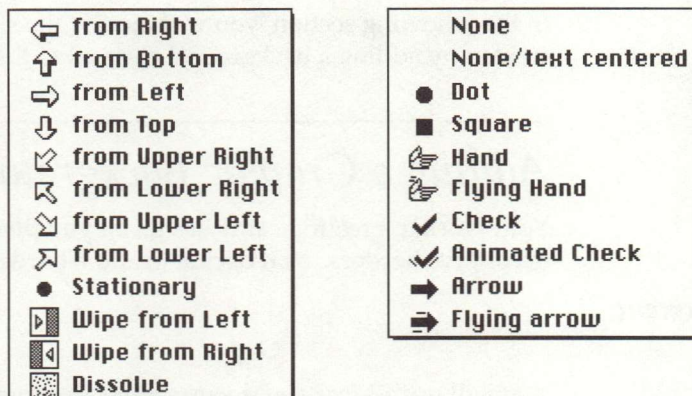 from Right
from Bottom
from Left
from Top
from Upper Right
from Lower Right
from Upper Left
from Lower Left
Stationary
Wipe from Left
Wipe from Right
Dissolve
None
None/text centered
Dot
Square
Hand
Flying Hand
Check
Animated Check
Arrow
Flying arrow